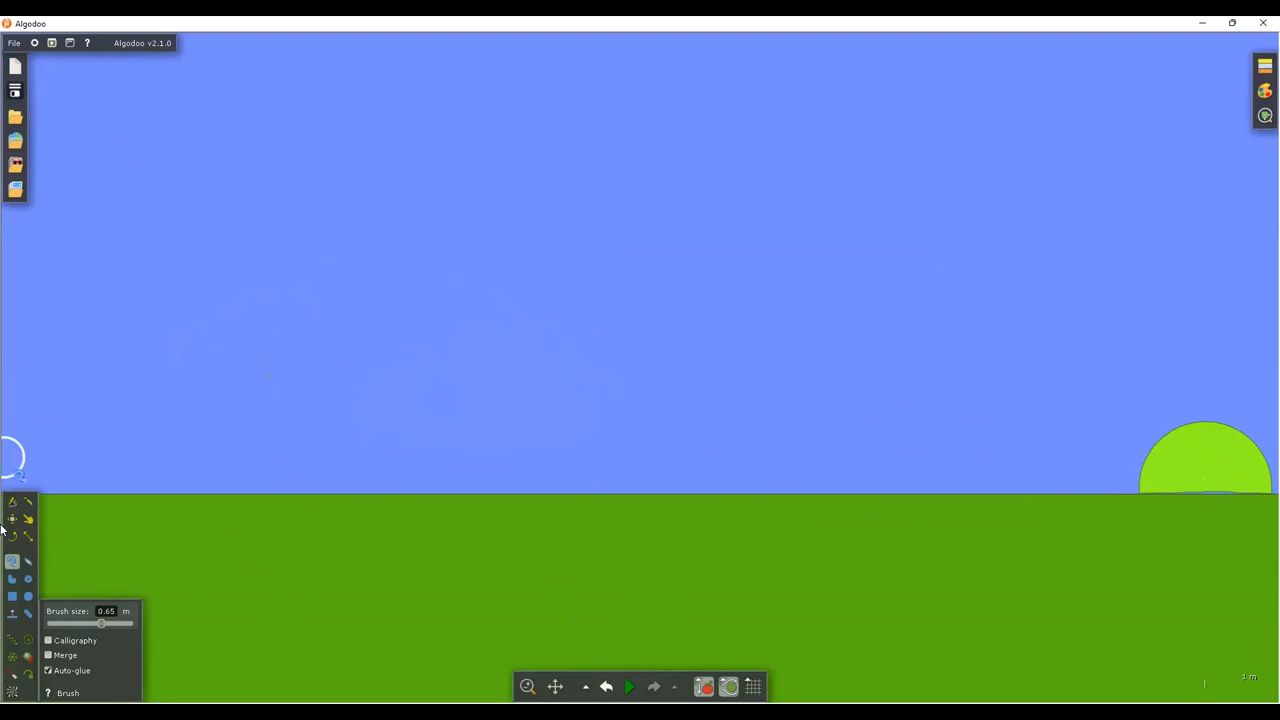 Algodoo
File ? Algodoo v2.1.0
Brush size: 0.65 m
Calligraphy
Merge
Auto-glue
? Brush
1 m